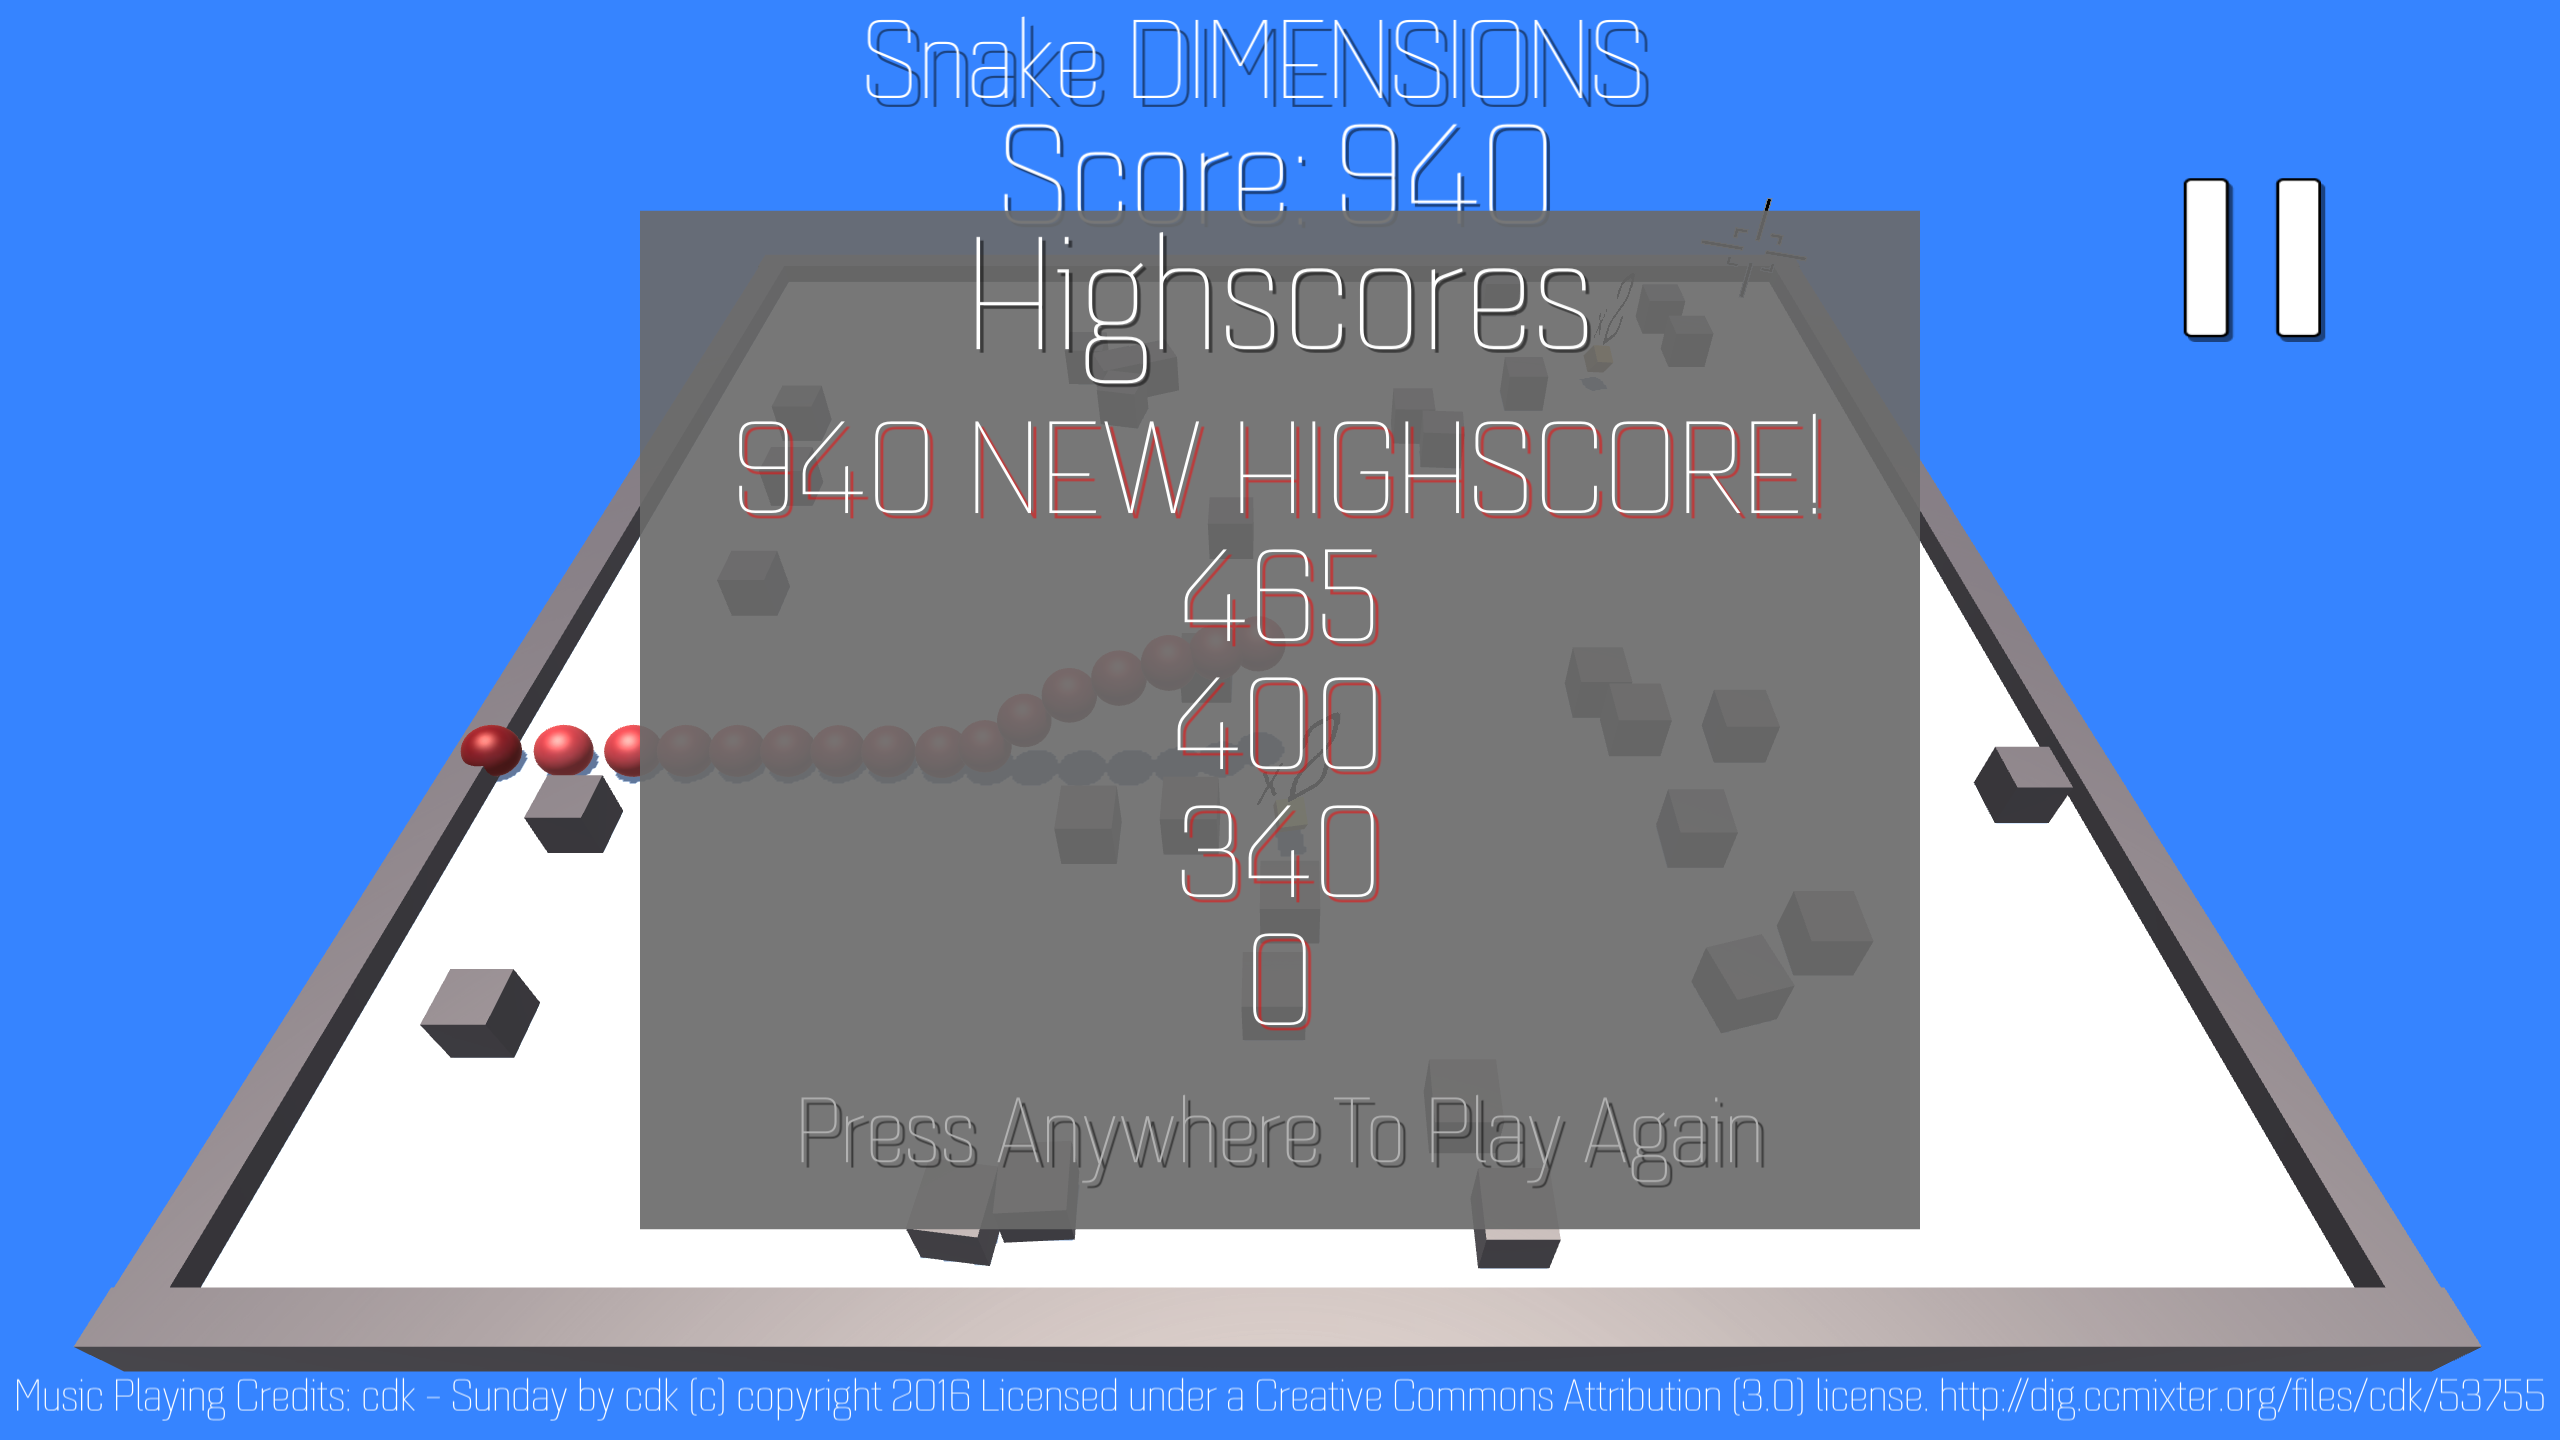 Snake DIMENSIONS
Score: 940
Highscores
940 NEW HIGHSCORE!
465
400
340
0
Press Anywhere To Play Again
Music Playing Credits: cdk - Sunday by cdk (c) copyright 2016 Licensed under a Creative Commons Attribution (3.0) license. http://dig.ccmixter.org/files/cdk/53755